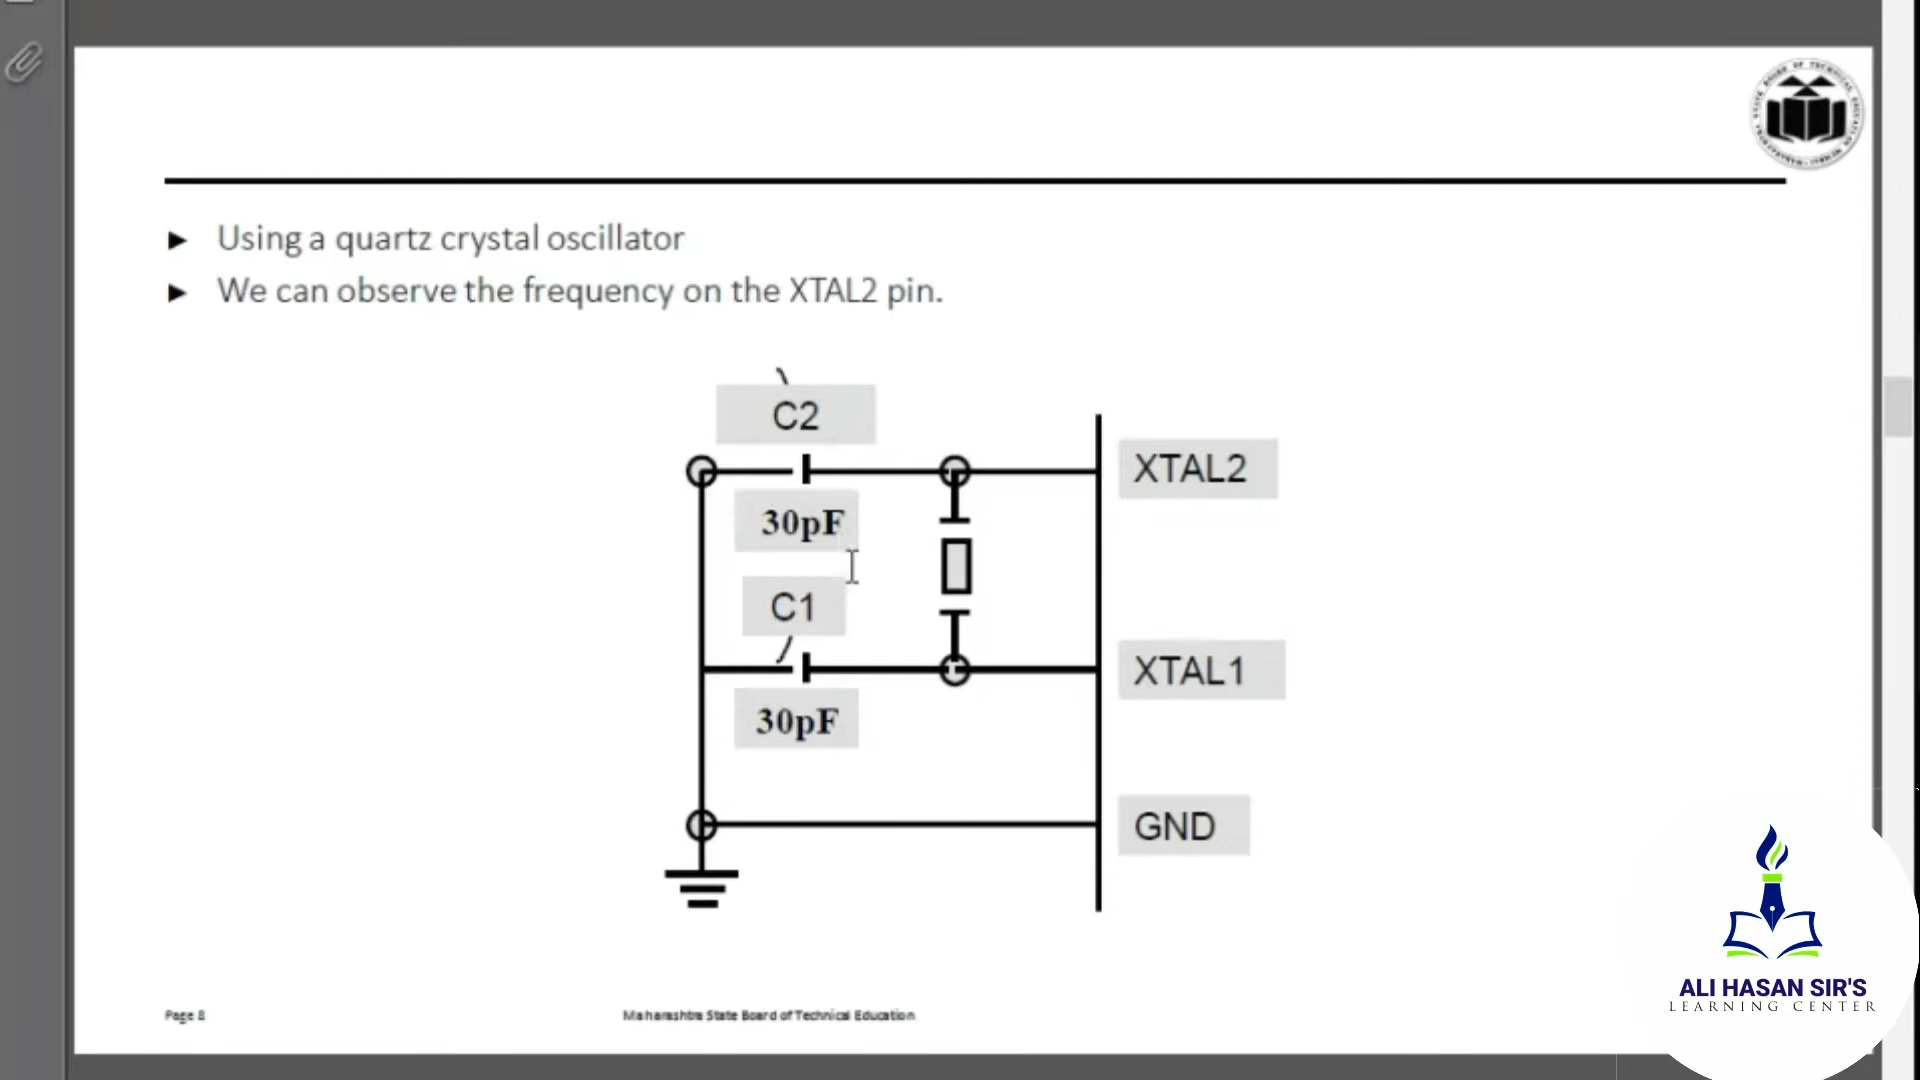 Using a quartz crystal oscillator
We can observe the frequency on the XTAL2 pin.
C2
XTAL2
30pF
C1
XTAL1
30pF
GND
Page 8
Maharashtra State Board of Technical Education
ALI HASAN SIR'S
LEARNING CENTER